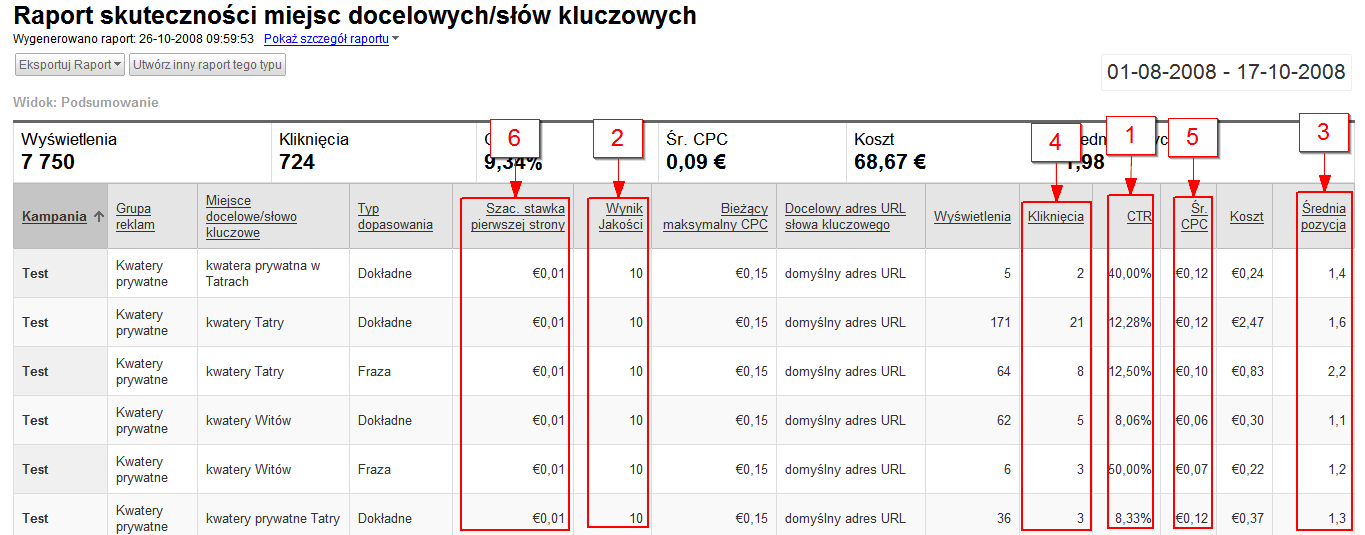 Raport skuteczności miejsc docelowych/słów kluczowych
Wygenerowano raport: 26-10-2008 09:59:53 Pokaż szczegół raportu
Eksportuj Raport Utwórz inny raport tego typu
01-08-2008 - 17-10-2008
Widok: Podsumowanie
6 2 4 1 5 3
Wyświetlenia Kliknięcia Śr. CPC Koszt
7 750 724 9,34% 0,09 € 68,67 € 1,98
Kampania Grupa reklam Miejsce docelowe/słowo kluczowe Typ dopasowania Szac. stawka pierwszej strony Wynik Jakości Bieżący maksymalny CPC Docelowy adres URL słowa kluczowego Wyświetlenia Kliknięcia CTR Śr. CPC Koszt Średnia pozycja
Test Kwatery prywatne kwatera prywatna w Tatrach Dokładne €0,01 10 €0,15 domyślny adres URL 5 2 40,00% €0,12 €0,24 1,4
Test Kwatery prywatne kwatery Tatry Dokładne €0,01 10 €0,15 domyślny adres URL 171 21 12,28% €0,12 €2,47 1,6
Test Kwatery prywatne kwatery Tatry Fraza €0,01 10 €0,15 domyślny adres URL 64 8 12,50% €0,10 €0,83 2,2
Test Kwatery prywatne kwatery Witów Dokładne €0,01 10 €0,15 domyślny adres URL 62 5 8,06% €0,06 €0,30 1,1
Test Kwatery prywatne kwatery Witów Fraza €0,01 10 €0,15 domyślny adres URL 6 3 50,00% €0,07 €0,22 1,2
Test Kwatery prywatne kwatery prywatne Tatry Dokładne €0,01 10 €0,15 domyślny adres URL 36 3 8,33% €0,12 €0,37 1,3